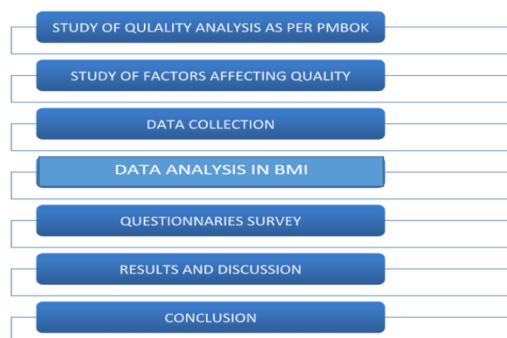 STUDY OF QULALITY ANALYSIS AS PER PMBOK
STUDY OF FACTORS AFFECTING QUALITY
DATA COLLECTION
DATA ANALYSIS IN BMI
QUESTIONNARIES SURVEY
RESULTS AND DISCUSSION
CONCLUSION